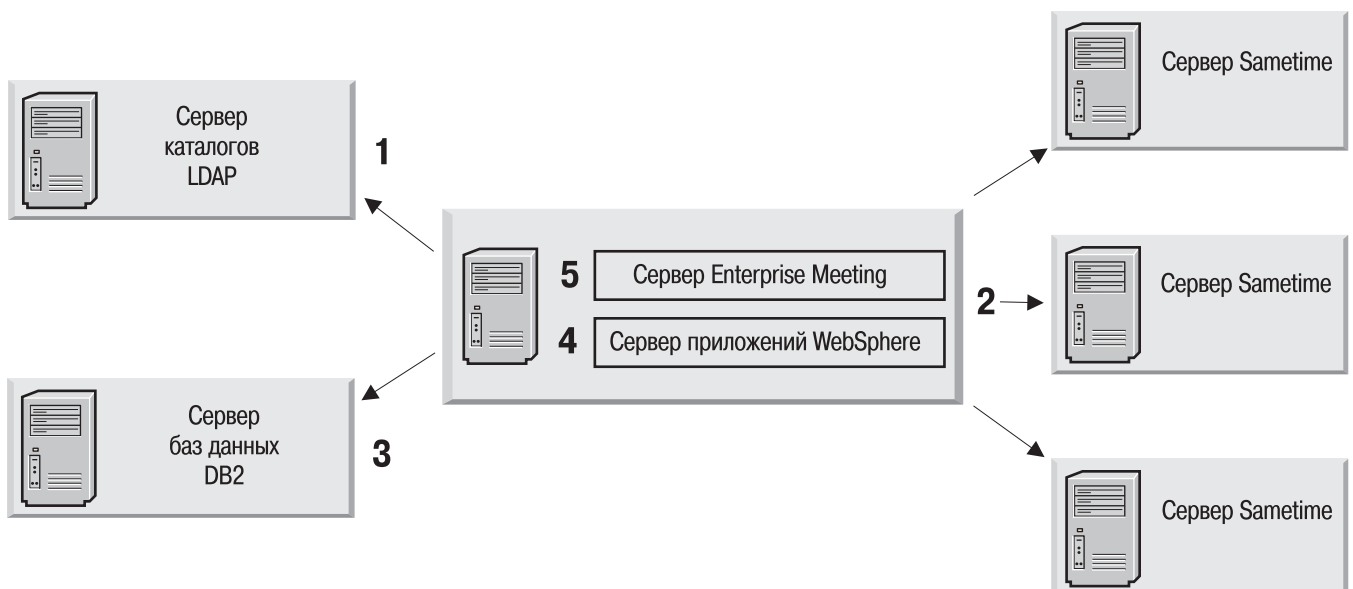 Сервер
каталогов
LDAP
1
Сервер
баз данных
DB2
3
5
Сервер Enterprise Meeting
4
Сервер приложений WebSphere
2
Сервер Sametime
Сервер Sametime
Сервер Sametime